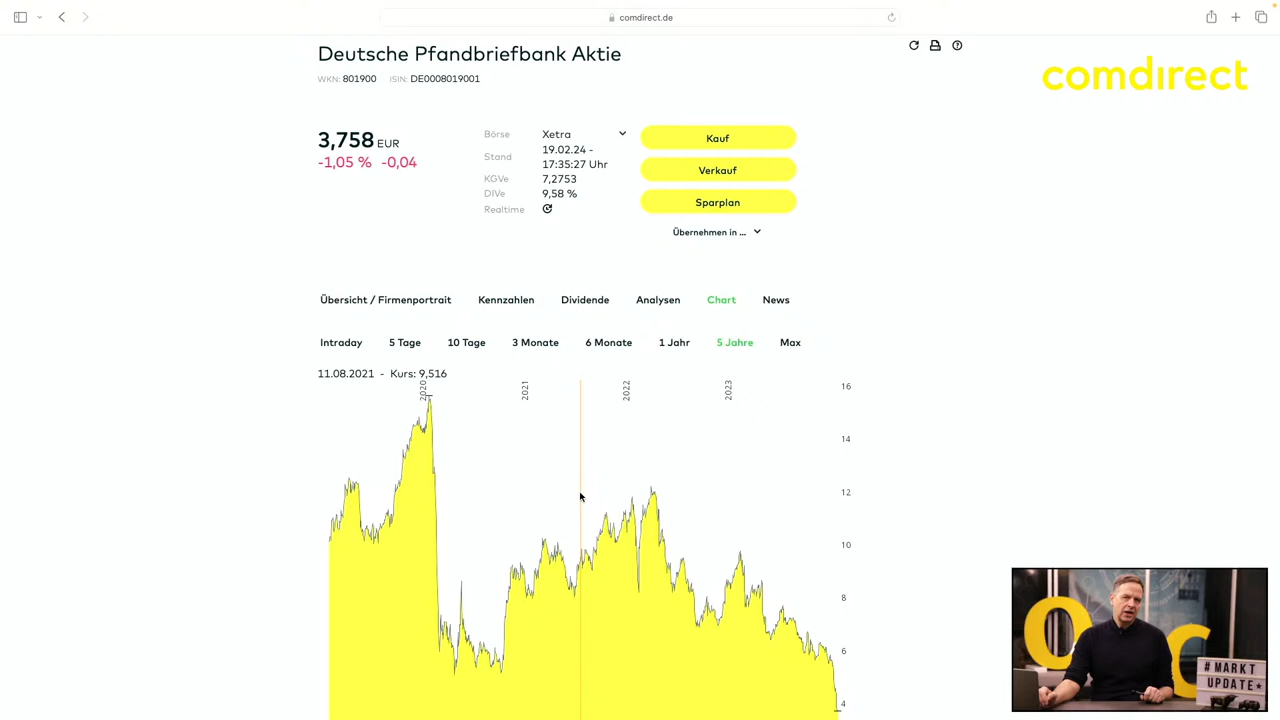 comdirect.de
Deutsche Pfandbriefbank Aktie
WKN: 801900 ISIN: DE0008019001
comdirect
3,758 EUR
-1,05 % -0,04
Börse Xetra
Stand 19.02.24 -
17:35:27 Uhr
KGVe 7,2753
DIVe 9,58 %
Realtime
Kauf
Verkauf
Sparplan
Übernehmen in ...
Übersicht / Firmenportrait Kennzahlen Dividende Analysen Chart News
Intraday 5 Tage 10 Tage 3 Monate 6 Monate 1 Jahr 5 Jahre Max
11.08.2021 - Kurs: 9,516
2020 2021 2022 2023
16
14
12
10
8
6
4
#MARKT
UPDATE*